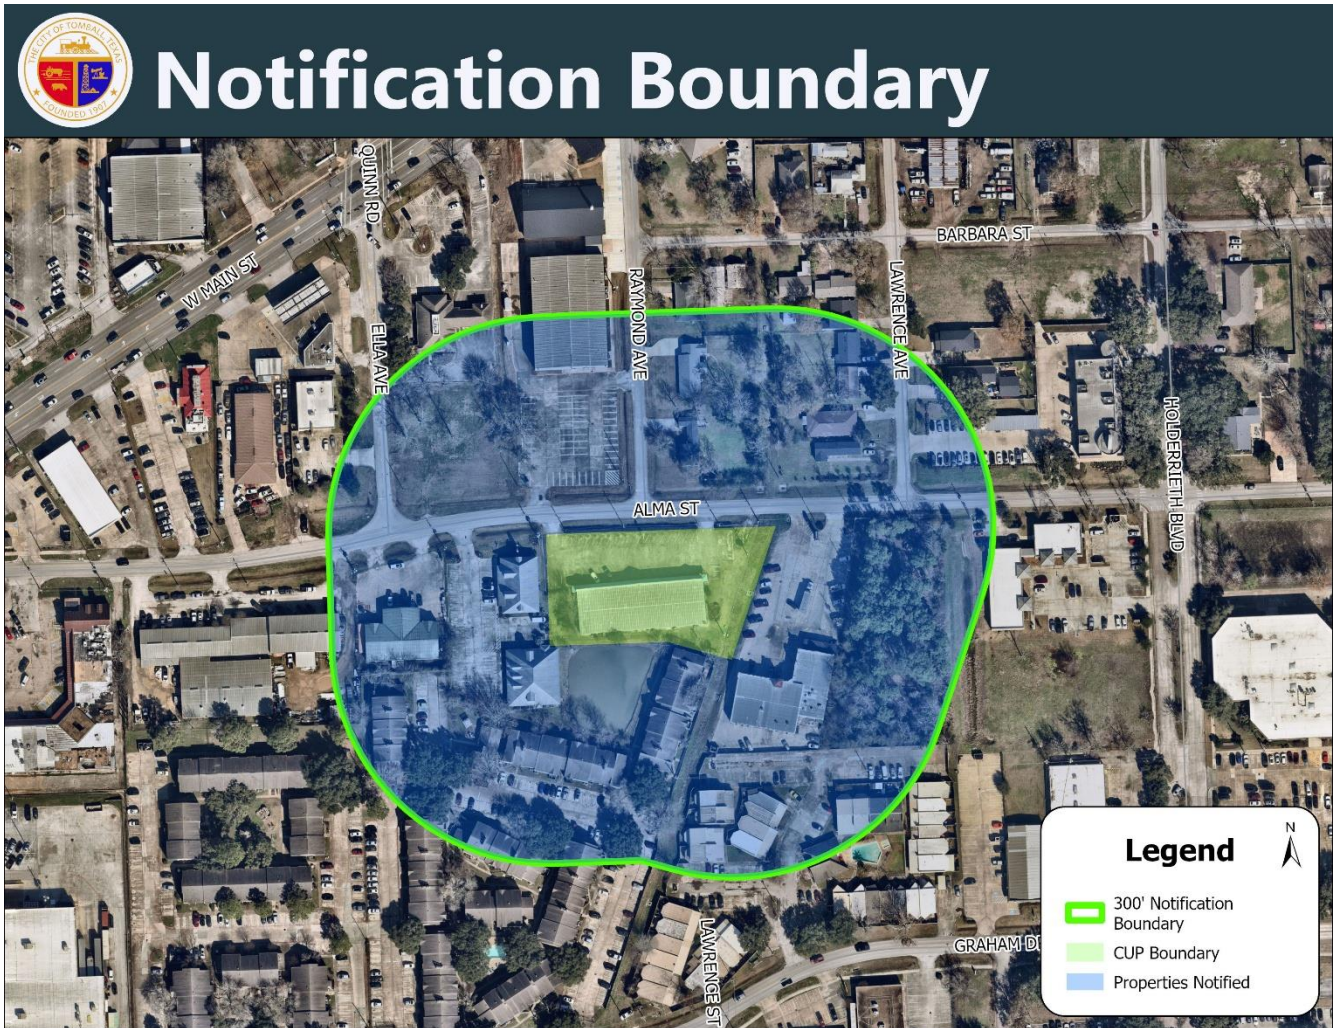 THE CITY OF TOMBALL, TEXAS
FOUNDED 1907
Notification Boundary
QUINN RD
W MAIN ST
BARBARA ST
RAYMOND AVE
LAWRENCE AVE
ELLA AVE
HOLDERRIETH BLVD
ALMA ST
LAWRENCE ST
GRAHAM D
Legend
N
300' Notification
Boundary
CUP Boundary
Properties Notified